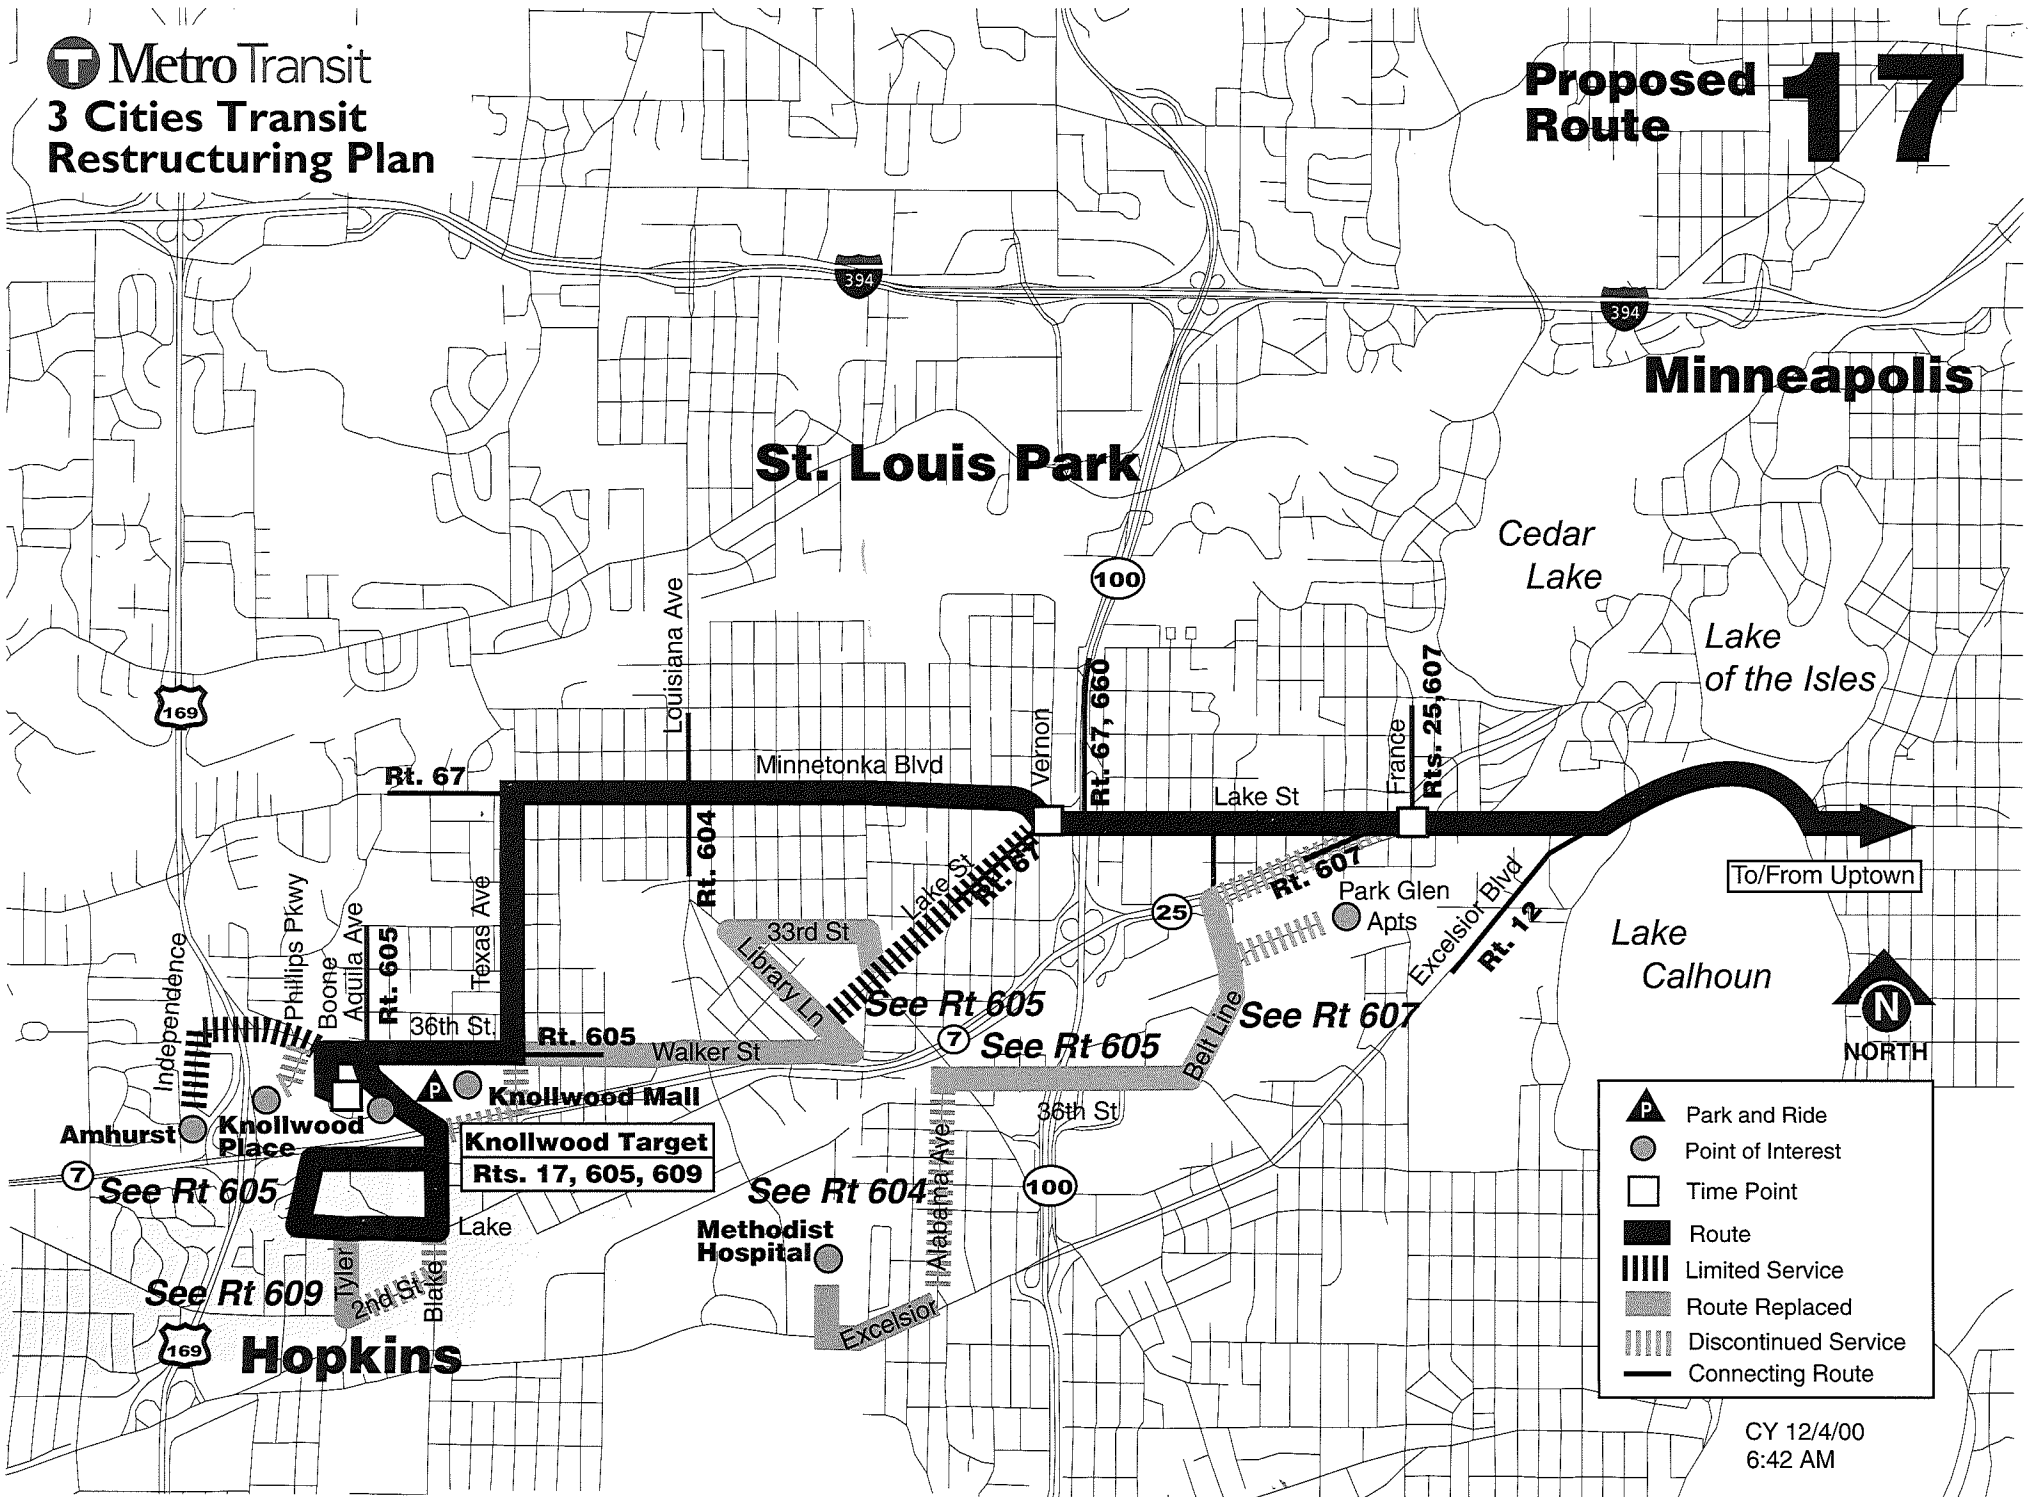 T MetroTransit
3 Cities Transit
Restructuring Plan
Proposed
Route
17
394
394
Minneapolis
St. Louis Park
Cedar
Lake
100
Lake
of the Isles
169
Louisiana Ave
Vernon
Rt. 67, 660
France
Rts. 25,607
Rt. 67
Minnetonka Blvd
Lake St
Rt. 604
Lake St
Rt. 67
Rt. 607
Park Glen
Apts
25
Excelsior Blvd
Rt. 12
To/From Uptown
Lake
Calhoun
N
NORTH
Independence
Phillips Pkwy
Boone
Aquila Ave
Rt. 605
Texas Ave
36th St.
33rd St
Library Ln
See Rt 605
See Rt 607
Rt. 605
Walker St
7
See Rt 605
Belt Line
36th St
P
Knollwood Mall
Amhurst
Knollwood
Place
Knollwood Target
Rts. 17, 605, 609
7
See Rt 605
See Rt 604
Alabama Ave
100
Lake
Methodist
Hospital
Tyler
2nd St
Blake
See Rt 609
Excelsior
169
Hopkins
P Park and Ride
Point of Interest
Time Point
Route
Limited Service
Route Replaced
Discontinued Service
Connecting Route
CY 12/4/00
6:42 AM